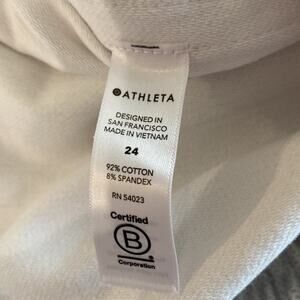 ATHLETA
DESIGNED IN
SAN FRANCISCO
MADE IN VIETNAM
24
92% COTTON
8% SPANDEX
RN 54023
Certified
B
Corporation